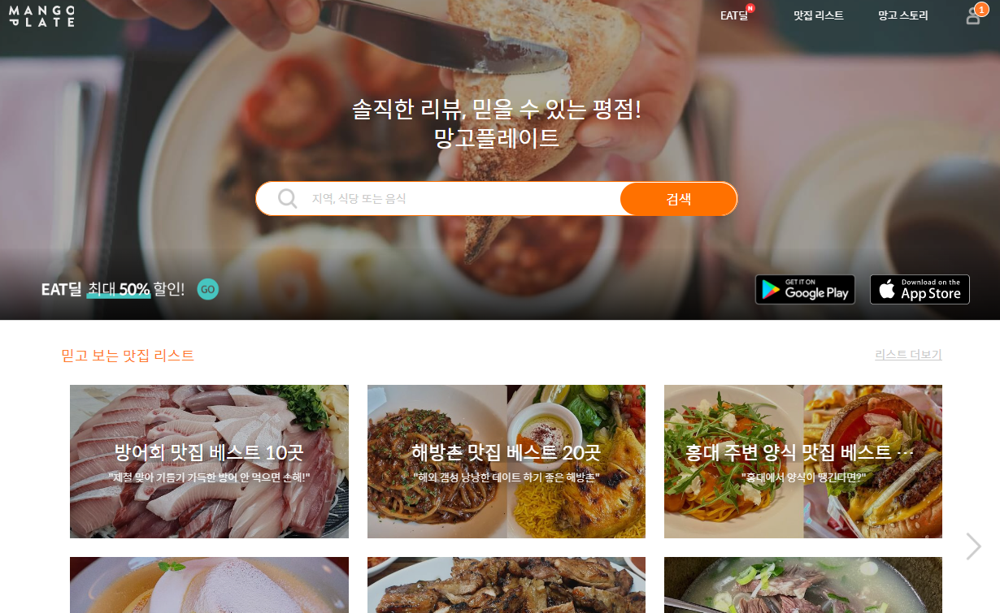 MANGO
PLATE
EAT딜
N
맛집 리스트
망고 스토리
1
솔직한 리뷰, 믿을 수 있는 평점!
망고플레이트
지역, 식당 또는 음식
검색
EAT딜 최대 50% 할인!
GO
GET IT ON
Google Play
Download on the
App Store
믿고 보는 맛집 리스트
리스트 더보기
방어회 맛집 베스트 10곳
"제철 맞아 기름기 가득한 방어 안 먹으면 손해!"
해방촌 맛집 베스트 20곳
"해외 갬성 낭낭한 데이트 하기 좋은 해방촌"
홍대 주변 양식 맛집 베스트 …
"홍대에서 양식이 땡긴다면?"